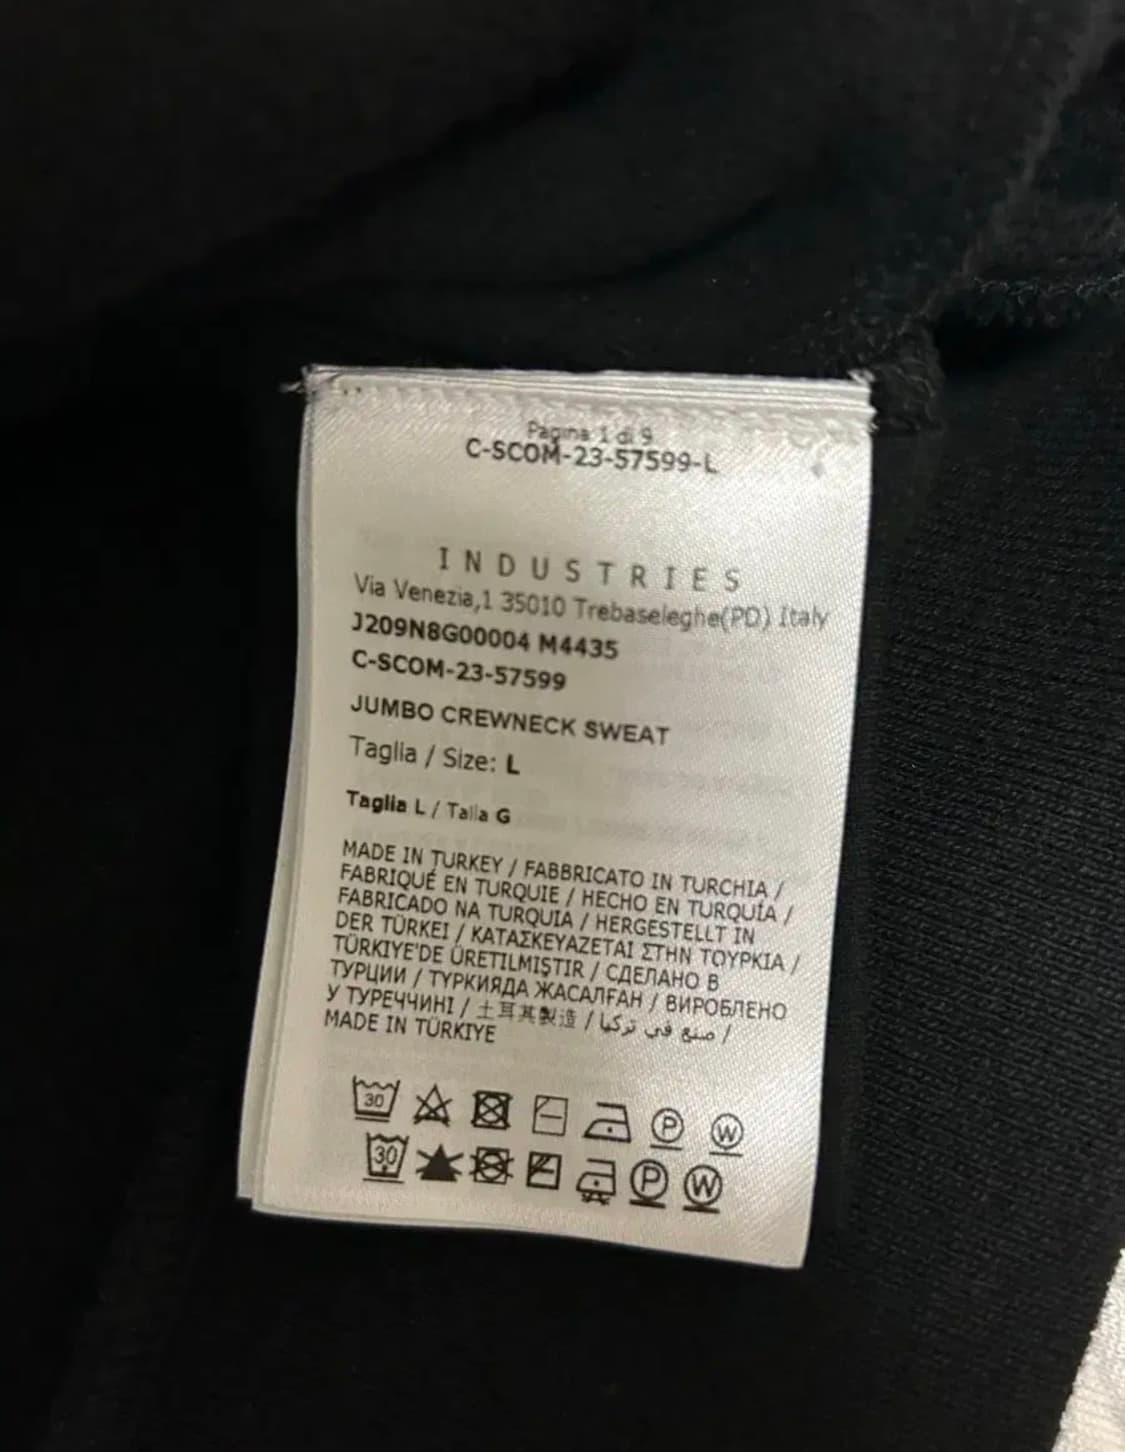 Pagina 1 di 9
C-SCOM-23-57599-L
INDUSTRIES
Via Venezia,1 35010 Trebaseleghe(PD) Italy
J209N8G00004 M4435
C-SCOM-23-57599
JUMBO CREWNECK SWEAT
Taglia / Size: L
Taglia L / Talla G
MADE IN TURKEY / FABBRICATO IN TURCHIA /
FABRIQUÉ EN TURQUIE / HECHO EN TURQUÍA /
FABRICADO NA TURQUIA / HERGESTELLT IN
DER TÜRKEI / ΚΑΤΑΣΚΕΥΑΖΕΤΑΙ ΣΤΗΝ ΤΟΥΡΚΙΑ /
TÜRKIYE'DE ÜRETILMIŞTIR / СДЕЛАНО В
ТУРЦИИ / ТҮРКИЯДА ЖАСАЛҒАН / ВИРОБЛЕНО
У ТУРЕЧЧИНІ / 土耳其製造 / صنع في تركيا /
MADE IN TÜRKIYE
30 P W
30 P W